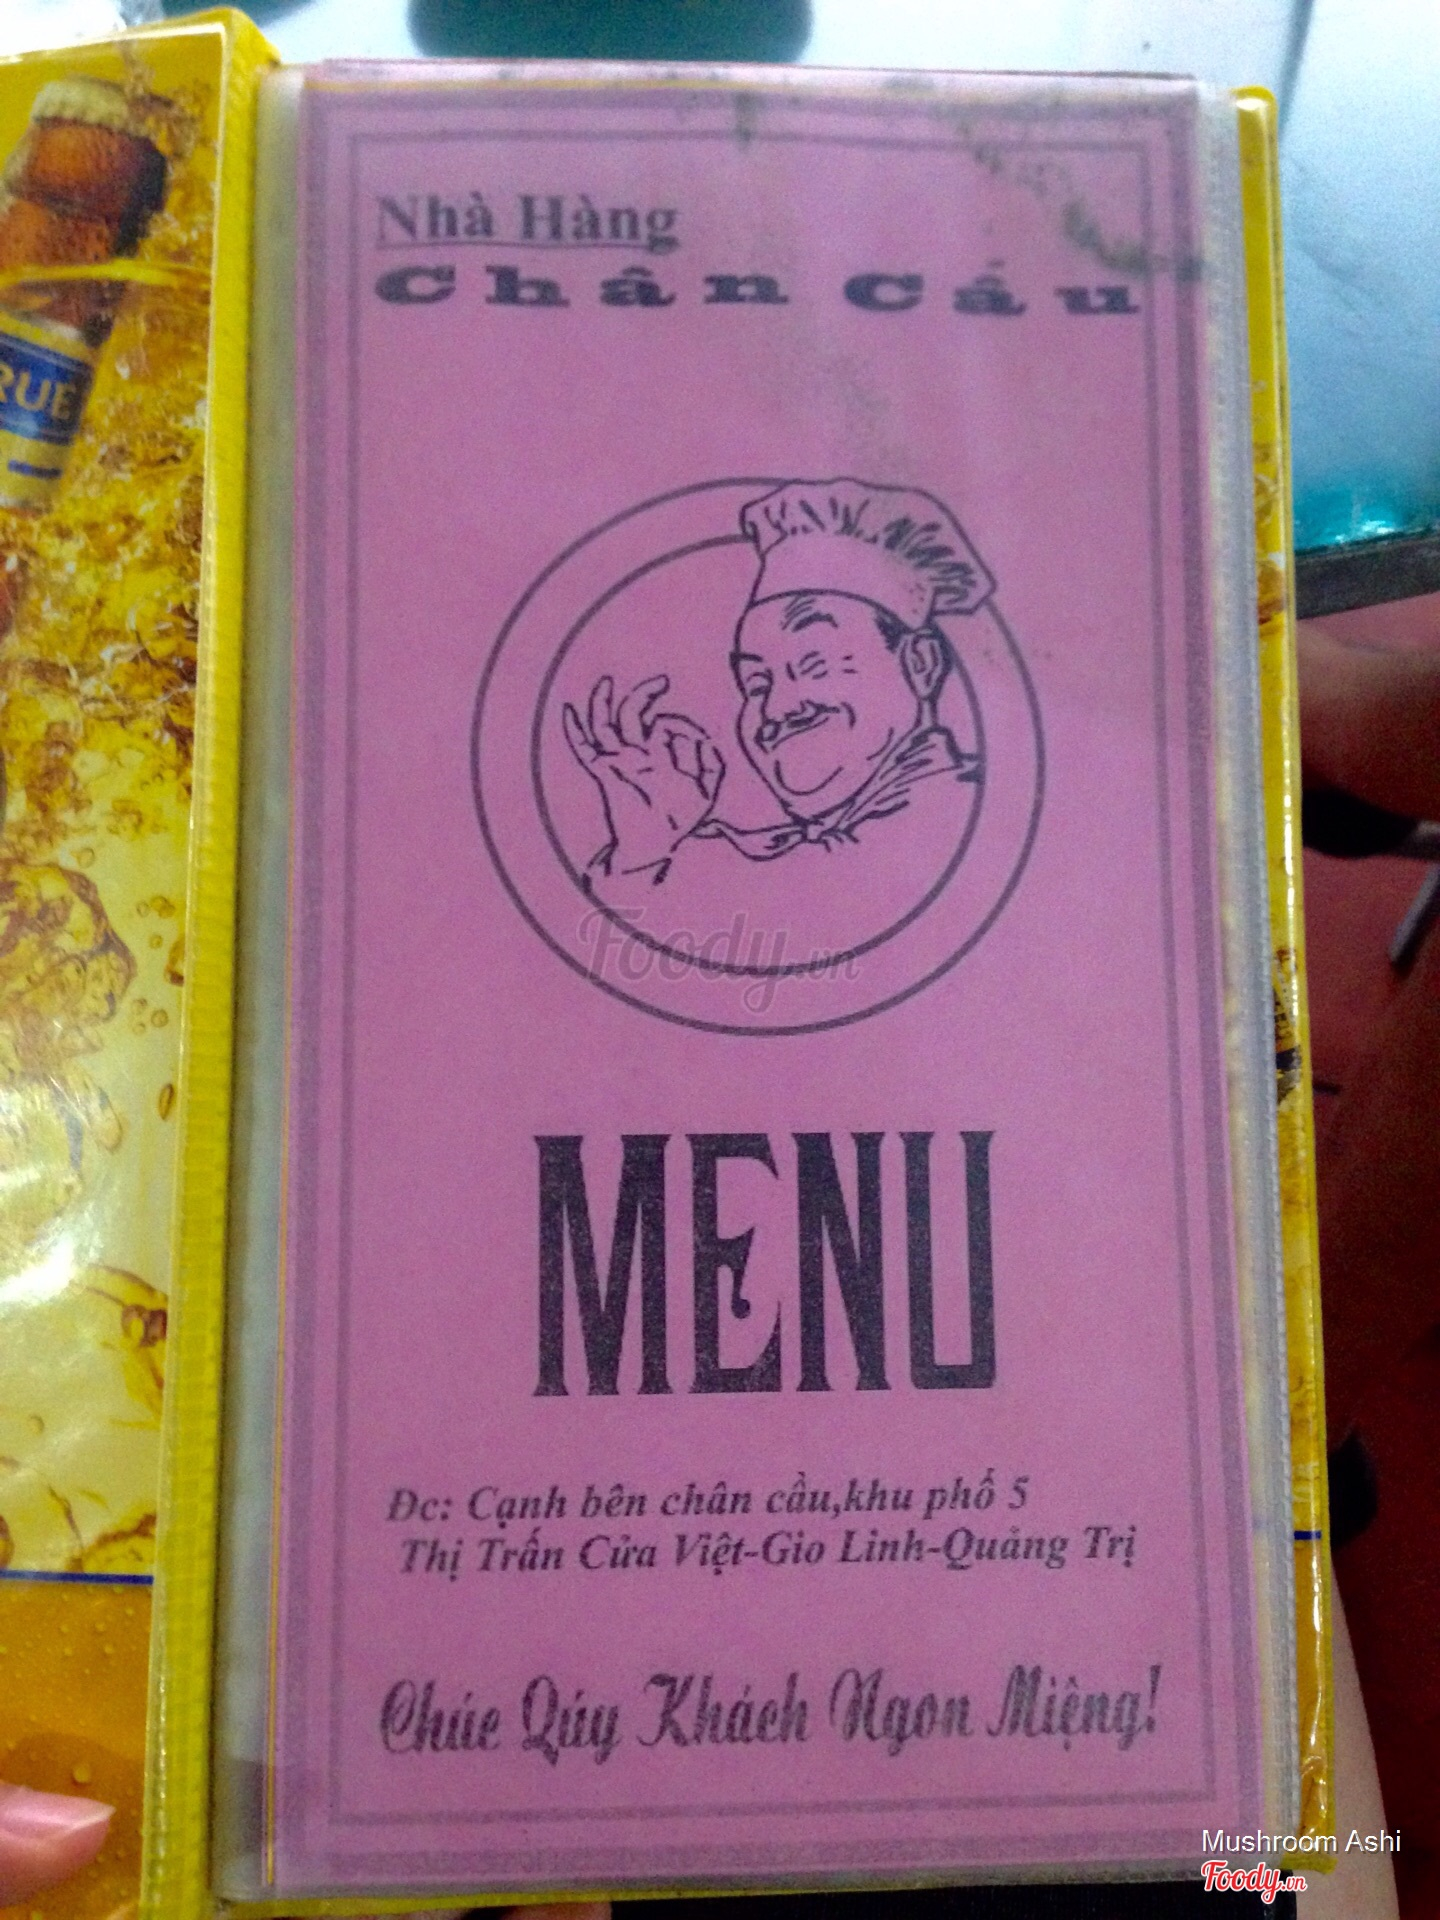 Nhà Hàng
Chân Cầu
RUE
Foody.vn
MENU
Đc: Cạnh bên chân cầu,khu phố 5
Thị Trấn Cửa Việt-Gio Linh-Quảng Trị
Chúc Qúy Khách Ngon Miệng!
Mushroom Ashi
Foody.vn